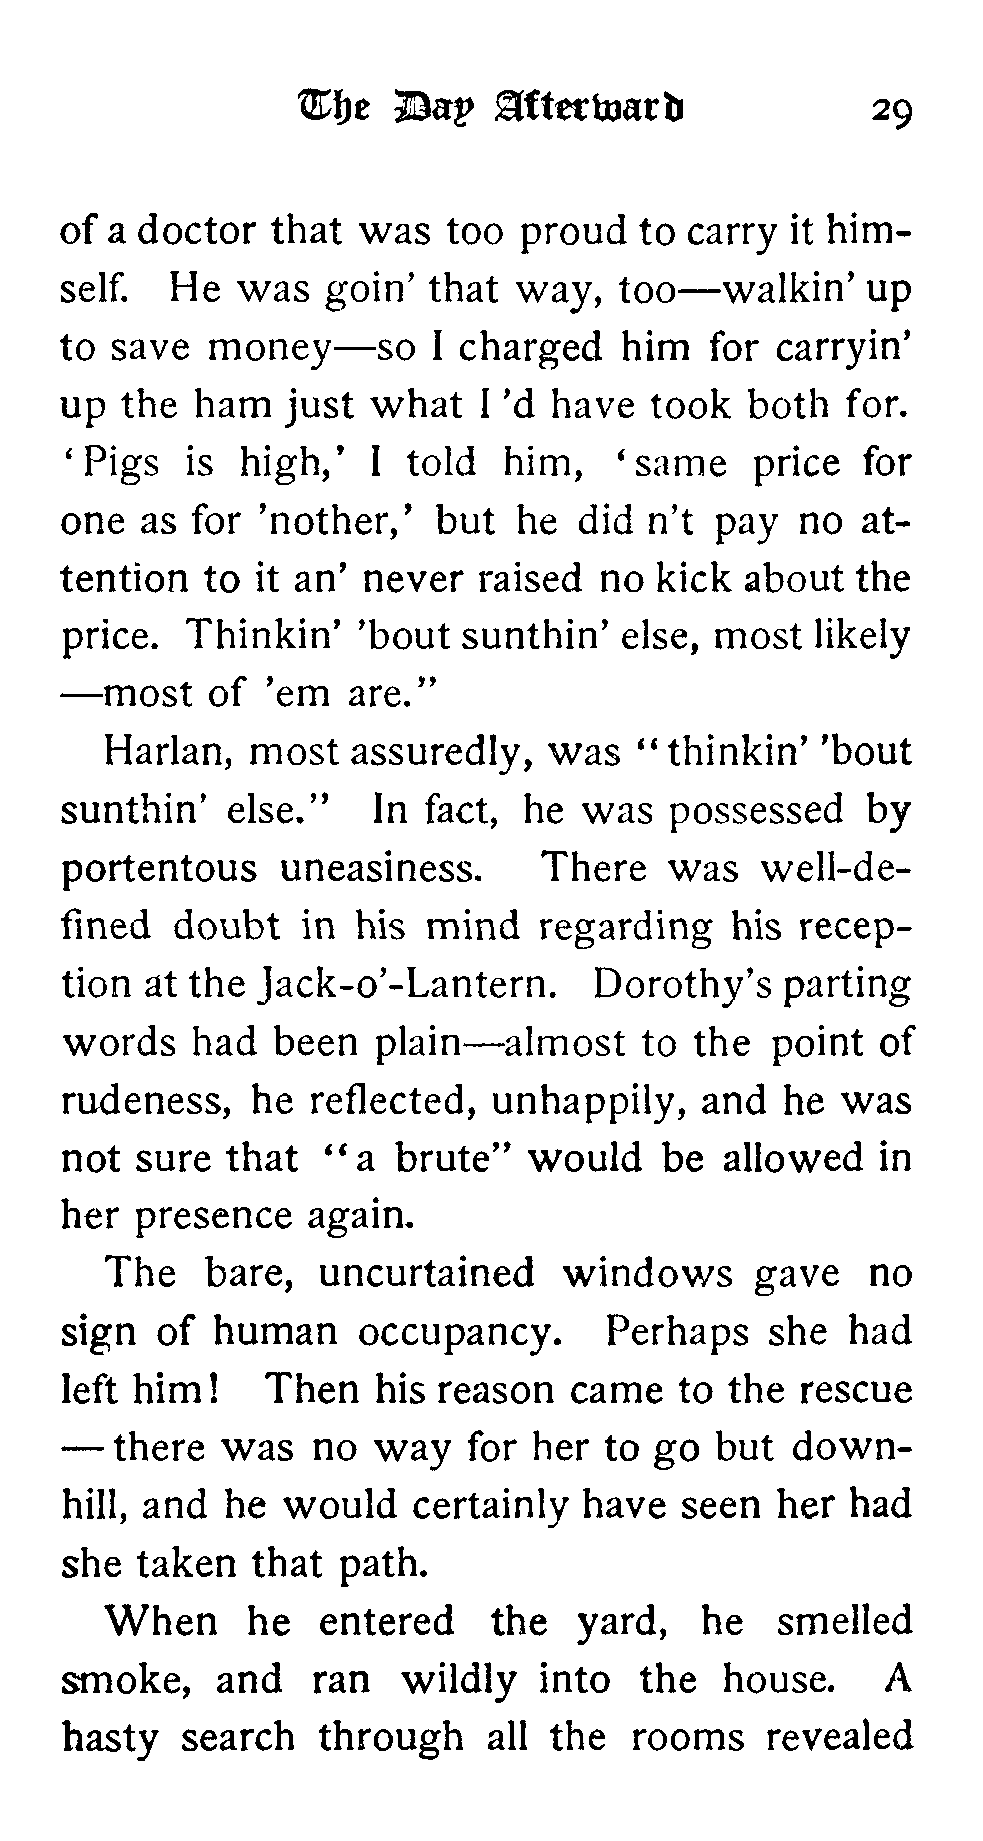 The Day Afterward 29
of a doctor that was too proud to carry it him-
self. He was goin' that way, too—walkin' up
to save money—so I charged him for carryin'
up the ham just what I 'd have took both for.
‘Pigs is high,’ I told him, ‘same price for
one as for 'nother,’ but he did n't pay no at-
tention to it an' never raised no kick about the
price. Thinkin' 'bout sunthin' else, most likely
—most of 'em are.”
Harlan, most assuredly, was “thinkin' 'bout
sunthin' else.” In fact, he was possessed by
portentous uneasiness. There was well-de-
fined doubt in his mind regarding his recep-
tion at the Jack-o'-Lantern. Dorothy's parting
words had been plain—almost to the point of
rudeness, he reflected, unhappily, and he was
not sure that “a brute” would be allowed in
her presence again.
The bare, uncurtained windows gave no
sign of human occupancy. Perhaps she had
left him! Then his reason came to the rescue
—there was no way for her to go but down-
hill, and he would certainly have seen her had
she taken that path.
When he entered the yard, he smelled
smoke, and ran wildly into the house. A
hasty search through all the rooms revealed